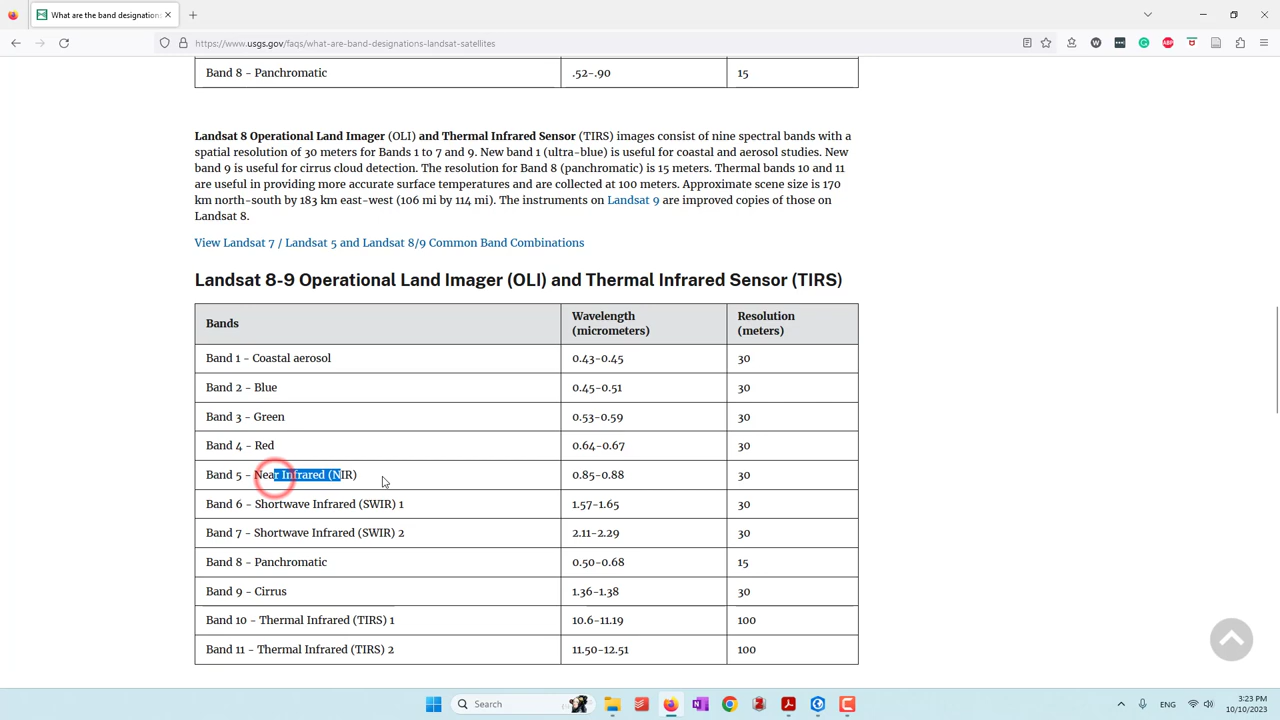 What are the band designations
https://www.usgs.gov/faqs/what-are-band-designations-landsat-satellites
Band 8 - Panchromatic .52-.90 15
Landsat 8 Operational Land Imager (OLI) and Thermal Infrared Sensor (TIRS) images consist of nine spectral bands with a
spatial resolution of 30 meters for Bands 1 to 7 and 9. New band 1 (ultra-blue) is useful for coastal and aerosol studies. New
band 9 is useful for cirrus cloud detection. The resolution for Band 8 (panchromatic) is 15 meters. Thermal bands 10 and 11
are useful in providing more accurate surface temperatures and are collected at 100 meters. Approximate scene size is 170
km north-south by 183 km east-west (106 mi by 114 mi). The instruments on Landsat 9 are improved copies of those on
Landsat 8.
View Landsat 7 / Landsat 5 and Landsat 8/9 Common Band Combinations
Landsat 8-9 Operational Land Imager (OLI) and Thermal Infrared Sensor (TIRS)
Bands Wavelength (micrometers) Resolution (meters)
Band 1 - Coastal aerosol 0.43-0.45 30
Band 2 - Blue 0.45-0.51 30
Band 3 - Green 0.53-0.59 30
Band 4 - Red 0.64-0.67 30
Band 5 - Near Infrared (NIR) 0.85-0.88 30
Band 6 - Shortwave Infrared (SWIR) 1 1.57-1.65 30
Band 7 - Shortwave Infrared (SWIR) 2 2.11-2.29 30
Band 8 - Panchromatic 0.50-0.68 15
Band 9 - Cirrus 1.36-1.38 30
Band 10 - Thermal Infrared (TIRS) 1 10.6-11.19 100
Band 11 - Thermal Infrared (TIRS) 2 11.50-12.51 100
Search
ENG
3:23 PM
10/10/2023